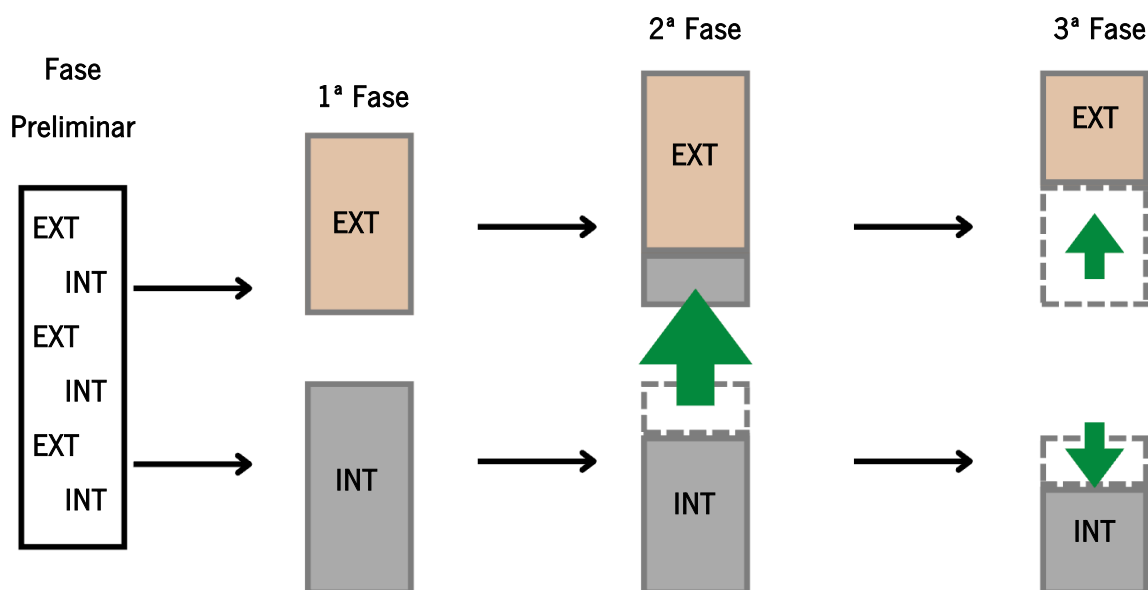 Fase
Preliminar
EXT
INT
EXT
INT
EXT
INT
1ª Fase
EXT
INT
2ª Fase
EXT
INT
3ª Fase
EXT
INT